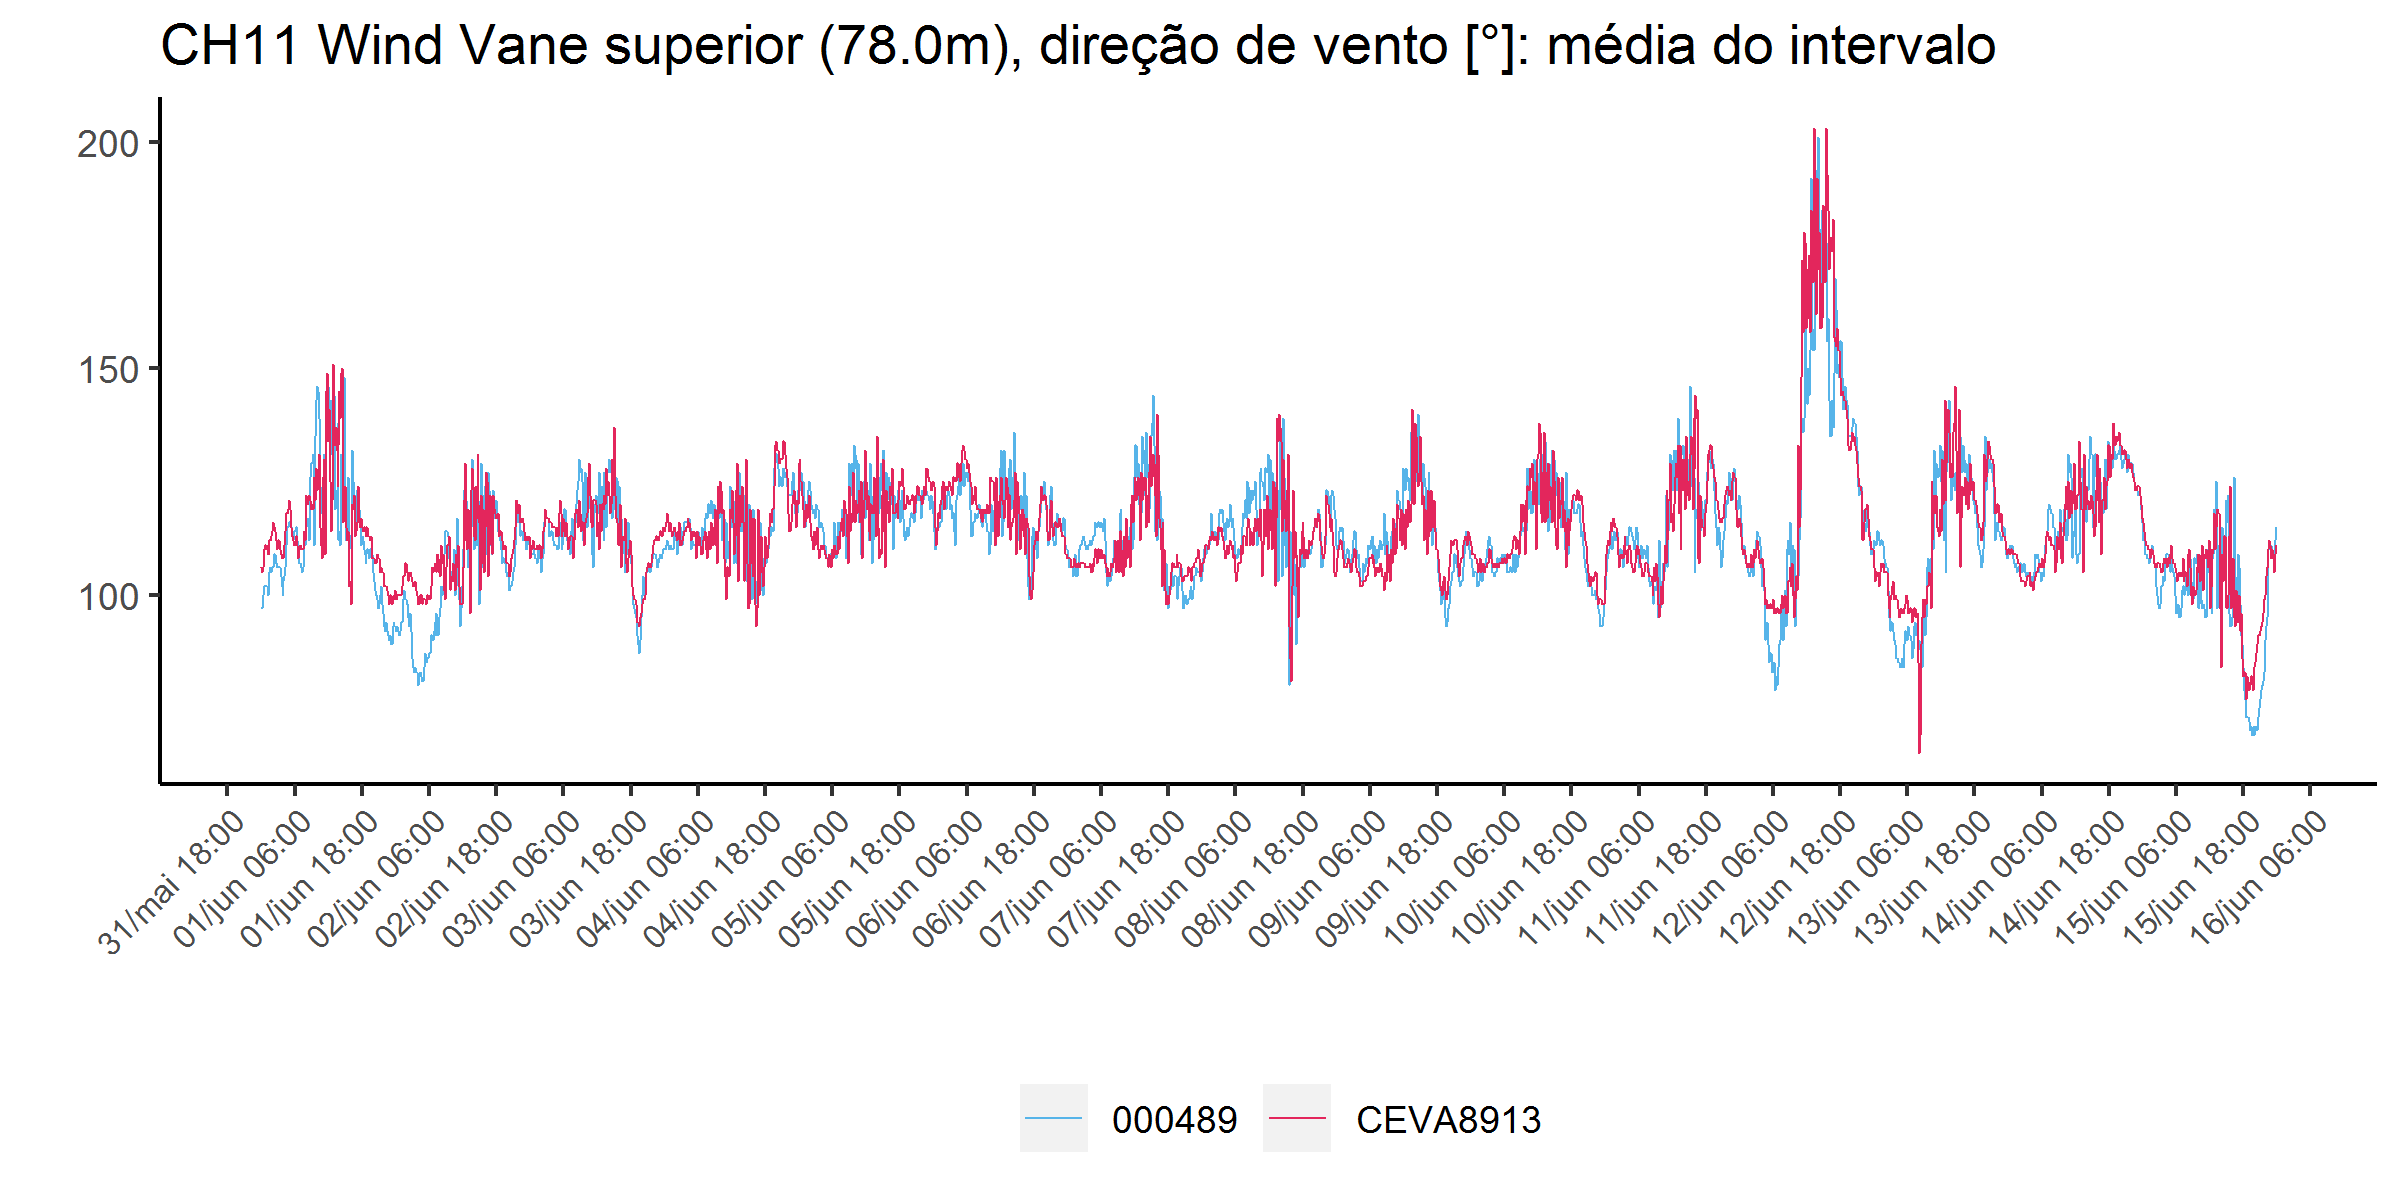 CH11 Wind Vane superior (78.0m), direção de vento [°]: média do intervalo
200
150
100
31/mai 18:00
01/jun 06:00
01/jun 18:00
02/jun 06:00
02/jun 18:00
03/jun 06:00
03/jun 18:00
04/jun 06:00
04/jun 18:00
05/jun 06:00
05/jun 18:00
06/jun 06:00
06/jun 18:00
07/jun 06:00
07/jun 18:00
08/jun 06:00
08/jun 18:00
09/jun 06:00
09/jun 18:00
10/jun 06:00
10/jun 18:00
11/jun 06:00
11/jun 18:00
12/jun 06:00
12/jun 18:00
13/jun 06:00
13/jun 18:00
14/jun 06:00
14/jun 18:00
15/jun 06:00
15/jun 18:00
16/jun 06:00
000489
CEVA8913